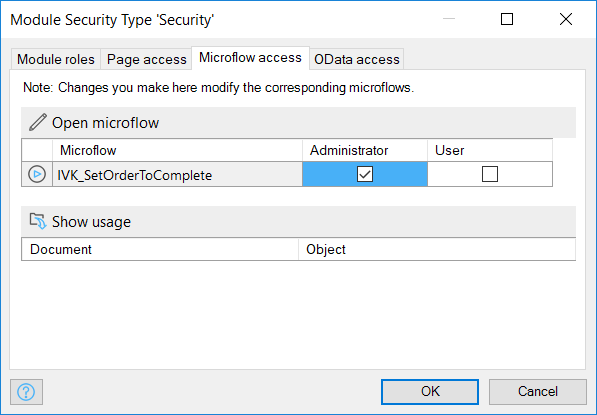 Module Security Type 'Security'
Module roles Page access Microflow access OData access
Note: Changes you make here modify the corresponding microflows.
Open microflow
Microflow Administrator User
IVK_SetOrderToComplete
Show usage
Document Object
? OK Cancel